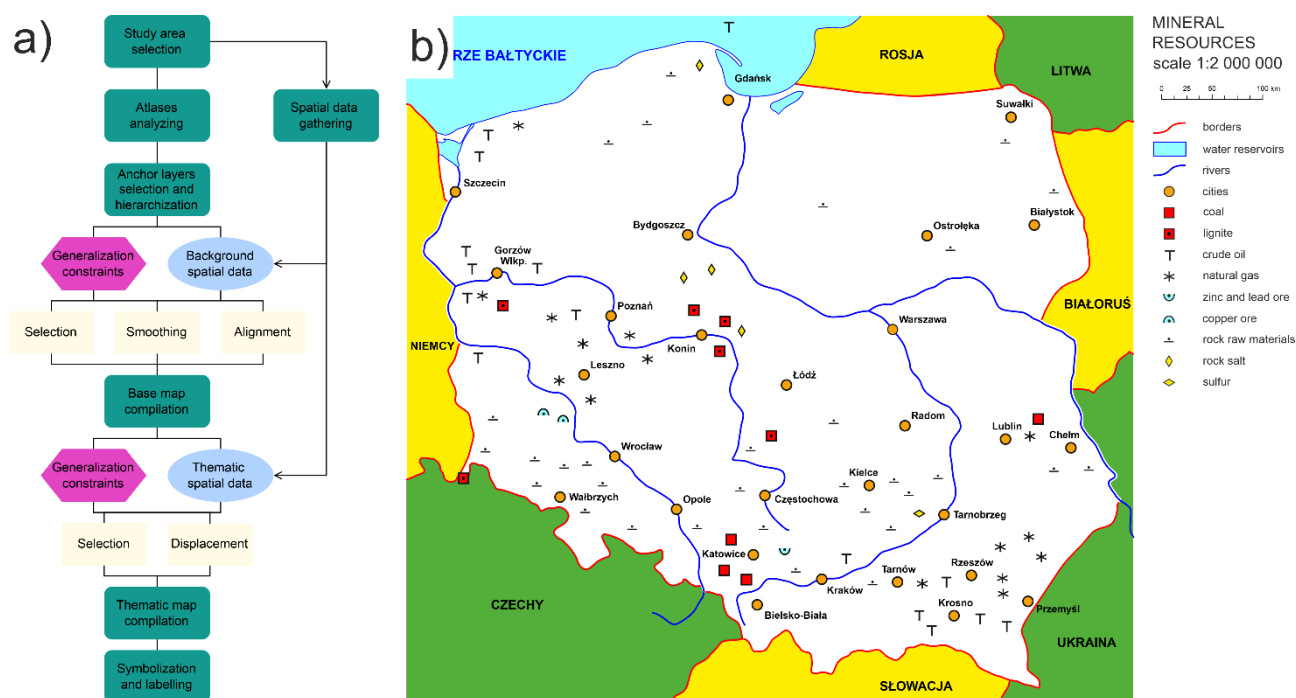 a)
Study area
selection
Atlases
analyzing
Spatial data
gathering
Anchor layers
selection and
hierarchization
Generalization
constraints
Background
spatial data
Selection
Smoothing
Alignment
Base map
compilation
Generalization
constraints
Thematic
spatial data
Selection
Displacement
Thematic map
compilation
Symbolization
and labelling
b)
RZE BAŁTYCKIE
ROSJA
LITWA
Gdańsk
Suwałki
Szczecin
Bydgoszcz
Ostrołęka
Białystok
Gorzów
Wlkp.
Poznań
BIAŁORUŚ
Warszawa
Konin
NIEMCY
Leszno
Łódź
Radom
Lublin
Chełm
Wrocław
Kielce
Wałbrzych
Opole
Częstochowa
Tarnobrzeg
Katowice
Rzeszów
Tarnów
Kraków
CZECHY
Krosno
Przemyśl
Bielsko-Biała
UKRAINA
SŁOWACJA
MINERAL
RESOURCES
scale 1:2 000 000
0 25 50 100 km
borders
water reservoirs
rivers
cities
coal
lignite
crude oil
natural gas
zinc and lead ore
copper ore
rock raw materials
rock salt
sulfur